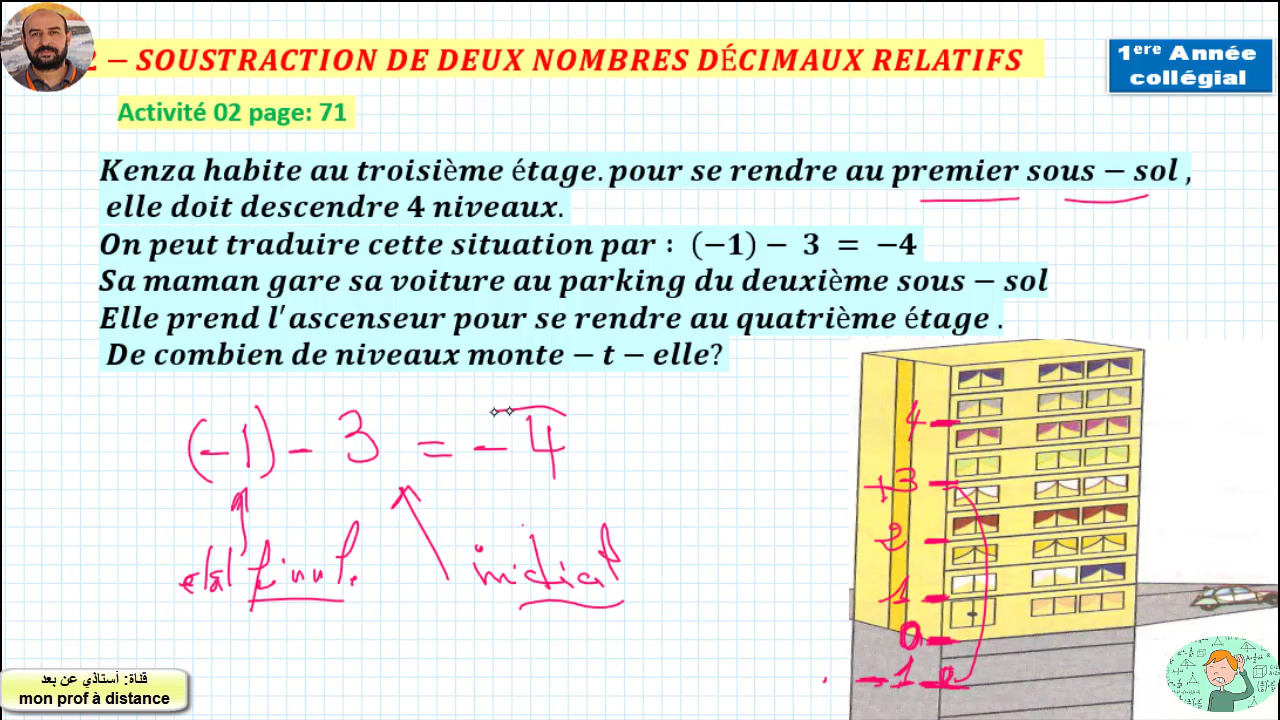 2 – SOUSTRACTION DE DEUX NOMBRES DÉCIMAUX RELATIFS
1ere Année
collégial
Activité 02 page: 71
Kenza habite au troisième étage. pour se rendre au premier sous – sol ,
elle doit descendre 4 niveaux.
On peut traduire cette situation par : (−1) − 3 = −4
Sa maman gare sa voiture au parking du deuxième sous – sol
Elle prend l'ascenseur pour se rendre au quatrième étage .
De combien de niveaux monte – t – elle?
(-1) - 3 = - 4
état final.
initial
4
+3
2
1
0
-1
قناة: أستاذي عن بعد
mon prof à distance